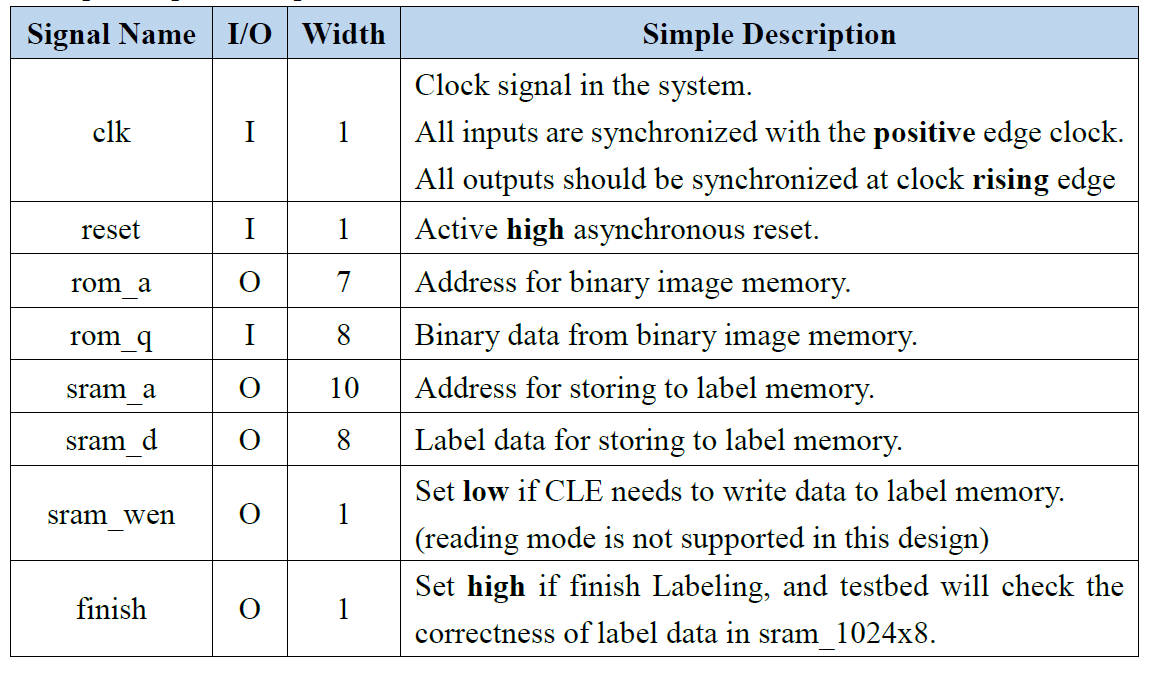 Signal Name I/O Width Simple Description
clk I 1 Clock signal in the system.
All inputs are synchronized with the positive edge clock.
All outputs should be synchronized at clock rising edge
reset I 1 Active high asynchronous reset.
rom_a O 7 Address for binary image memory.
rom_q I 8 Binary data from binary image memory.
sram_a O 10 Address for storing to label memory.
sram_d O 8 Label data for storing to label memory.
sram_wen O 1 Set low if CLE needs to write data to label memory.
(reading mode is not supported in this design)
finish O 1 Set high if finish Labeling, and testbed will check the
correctness of label data in sram_1024x8.